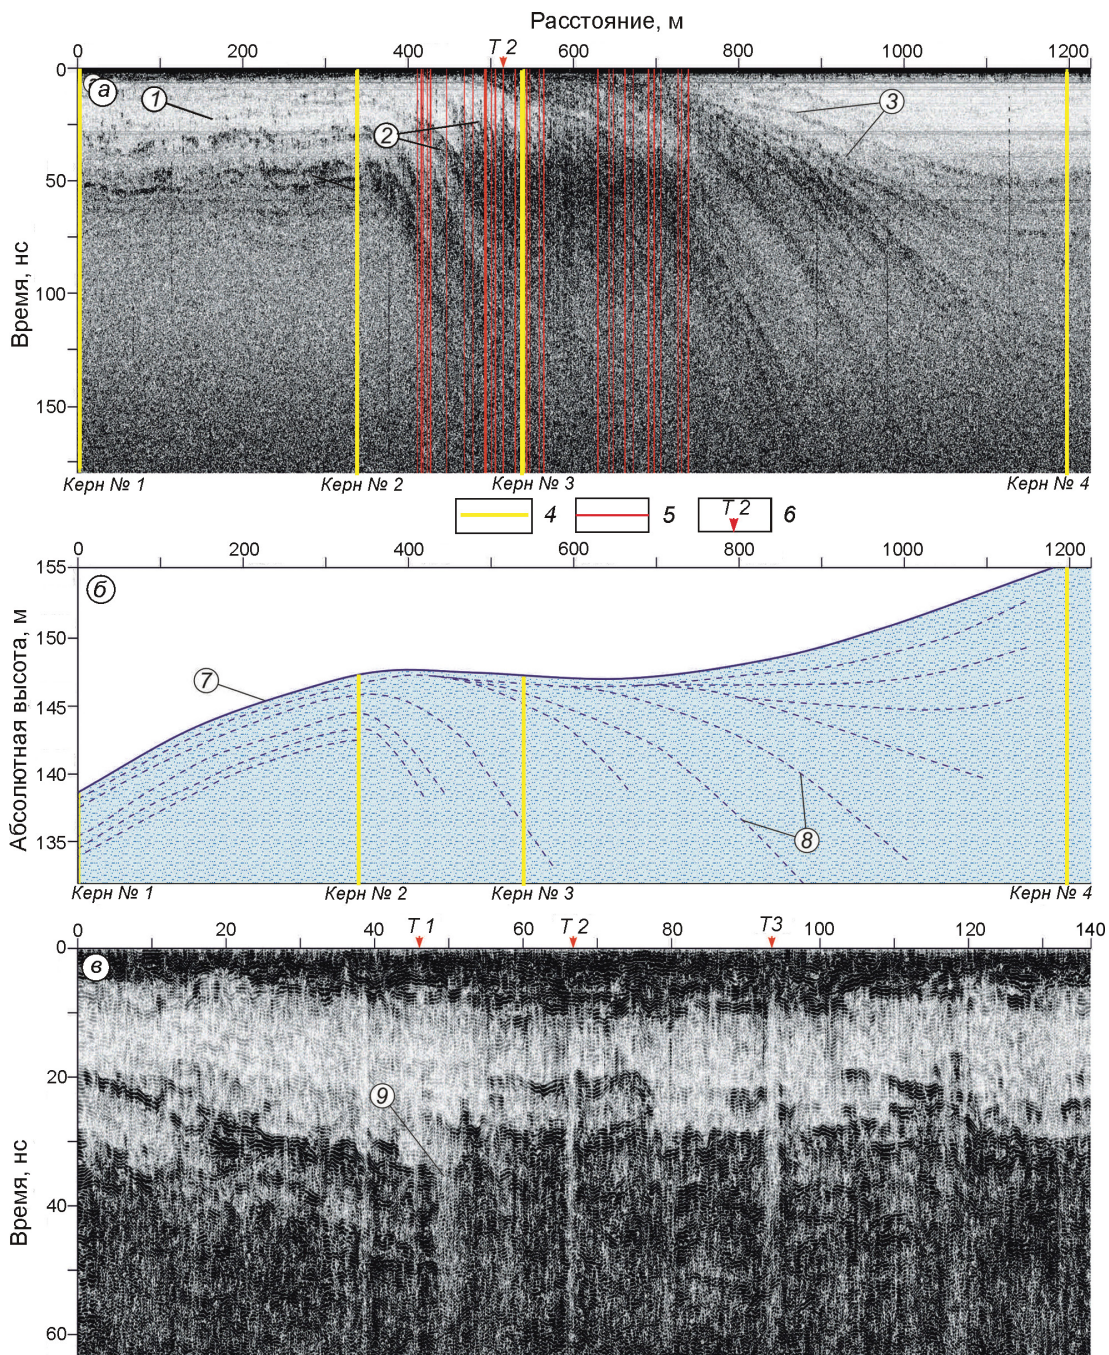 Расстояние, м
T 2
0 200 400 600 800 1000 1200
0
50
100
150
Время, нс
а
1
2
3
Керн № 1 Керн № 2 Керн № 3 Керн № 4
4 5 T 2 6
0 200 400 600 800 1000 1200
155
150
145
140
135
Абсолютная высота, м
б
7
8
Керн № 1 Керн № 2 Керн № 3 Керн № 4
T 1 T 2 T3
0 20 40 60 80 100 120 140
0
20
40
60
Время, нс
в
9